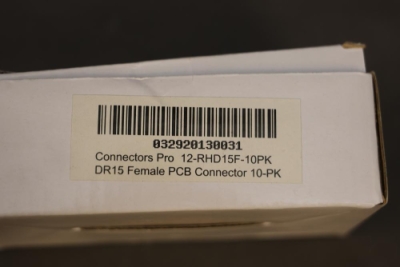 032920130031
Connectors Pro 12-RHD15F-10PK
DR15 Female PCB Connector 10-PK